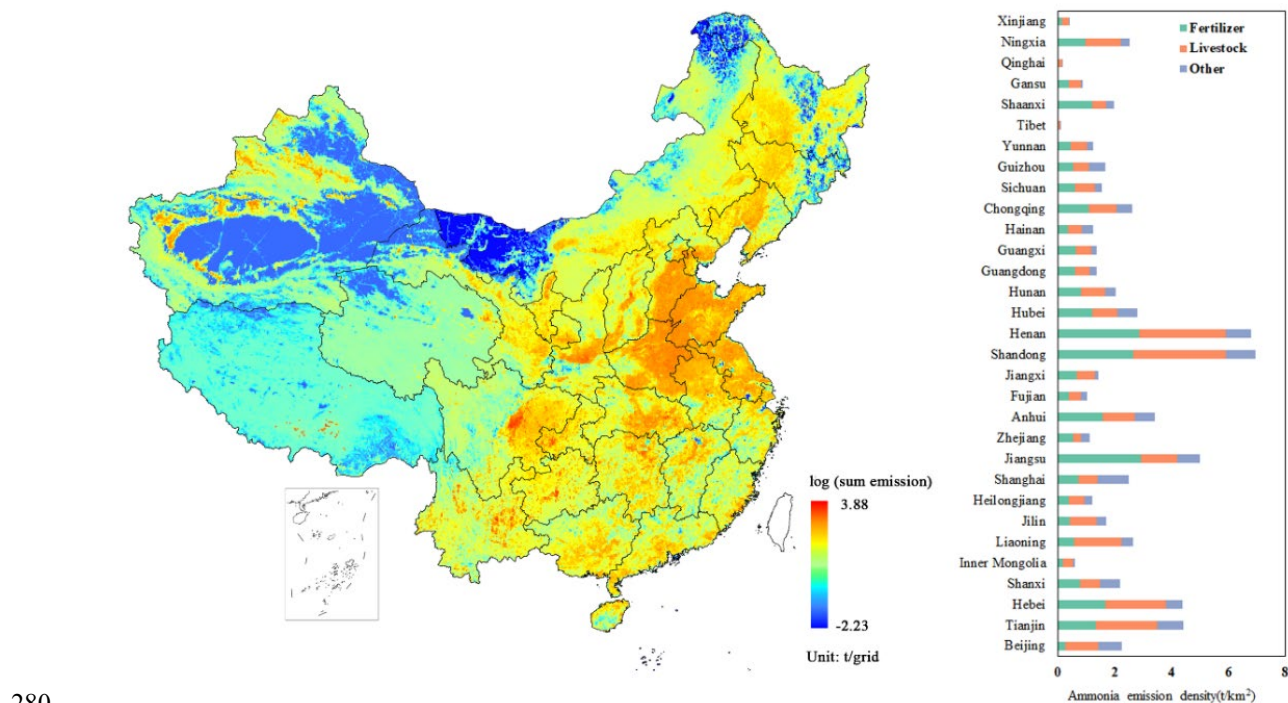 Xinjiang
Ningxia
Qinghai
Gansu
Shaanxi
Tibet
Yunnan
Guizhou
Sichuan
Chongqing
Hainan
Guangxi
Guangdong
Hunan
Hubei
Henan
Shandong
Jiangxi
Fujian
Anhui
Zhejiang
Jiangsu
Shanghai
Heilongjiang
Jilin
Liaoning
Inner Mongolia
Shanxi
Hebei
Tianjin
Beijing
Fertilizer
Livestock
Other
0 2 4 6 8
Ammonia emission density(t/km²)
log (sum emission)
3.88
-2.23
Unit: t/grid
280